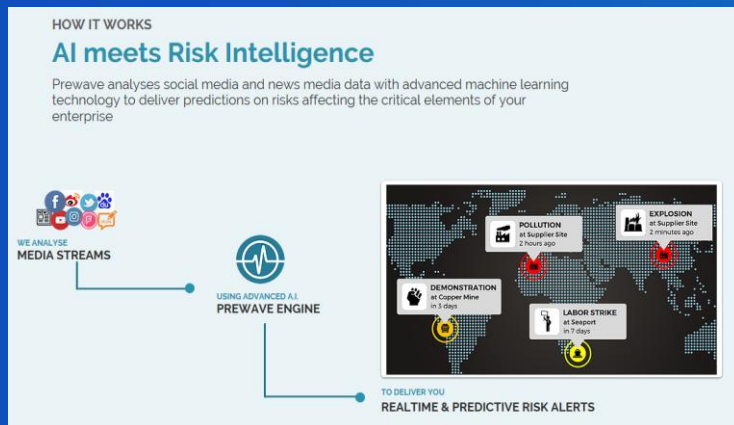 HOW IT WORKS
AI meets Risk Intelligence
Prewave analyses social media and news media data with advanced machine learning
technology to deliver predictions on risks affecting the critical elements of your
enterprise
WE ANALYSE
MEDIA STREAMS
USING ADVANCED A.I.
PREWAVE ENGINE
POLLUTION
at Supplier Site
2 hours ago
EXPLOSION
at Supplier Site
2 minutes ago
DEMONSTRATION
at Copper Mine
in 3 days
LABOR STRIKE
at Seaport
in 7 days
TO DELIVER YOU
REALTIME & PREDICTIVE RISK ALERTS